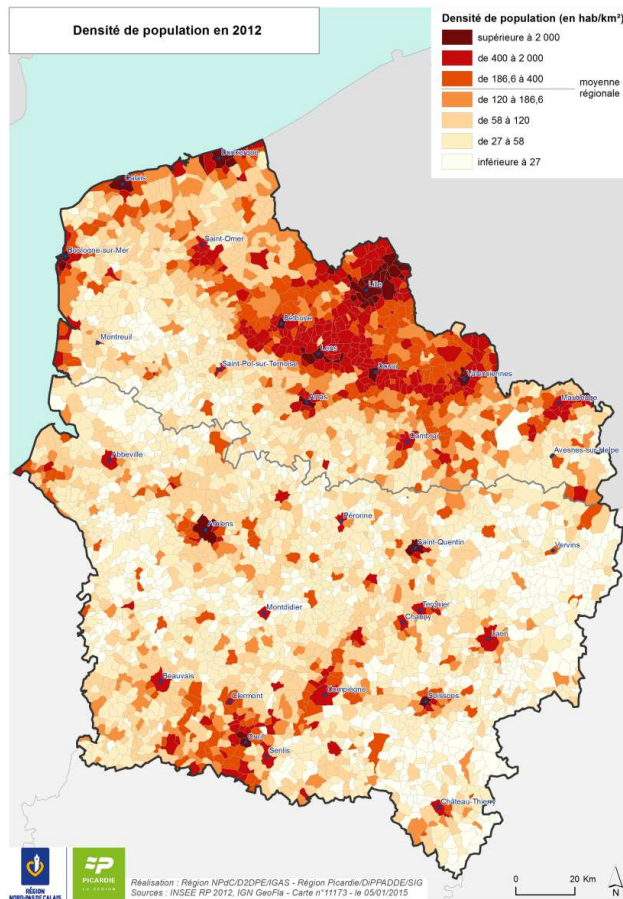 Densité de population en 2012
Densité de population (en hab/km²)
supérieure à 2 000
de 400 à 2 000
de 186,6 à 400
moyenne
régionale
de 120 à 186,6
de 58 à 120
de 27 à 58
inférieure à 27
Dunkerque
Calais
Saint-Omer
Boulogne-sur-Mer
Lille
Béthune
Montreuil
Lens
Saint-Pol-sur-Ternoise
Douai
Valenciennes
Arras
Maubeuge
Cambrai
Avesnes-sur-Helpe
Abbeville
Amiens
Péronne
Saint-Quentin
Vervins
Montdidier
Tergnier
Chauny
Laon
Beauvais
Clermont
Compiègne
Soissons
Creil
Senlis
Château-Thierry
RÉGION
NORD-PAS DE CALAIS
PICARDIE
LA RÉGION
Réalisation : Région NPdC/D2DPE/IGAS - Région Picardie/DiPPADDE/SIG
Sources : INSEE RP 2012, IGN GeoFla - Carte n°11173 - le 05/01/2015
0 20 Km
N